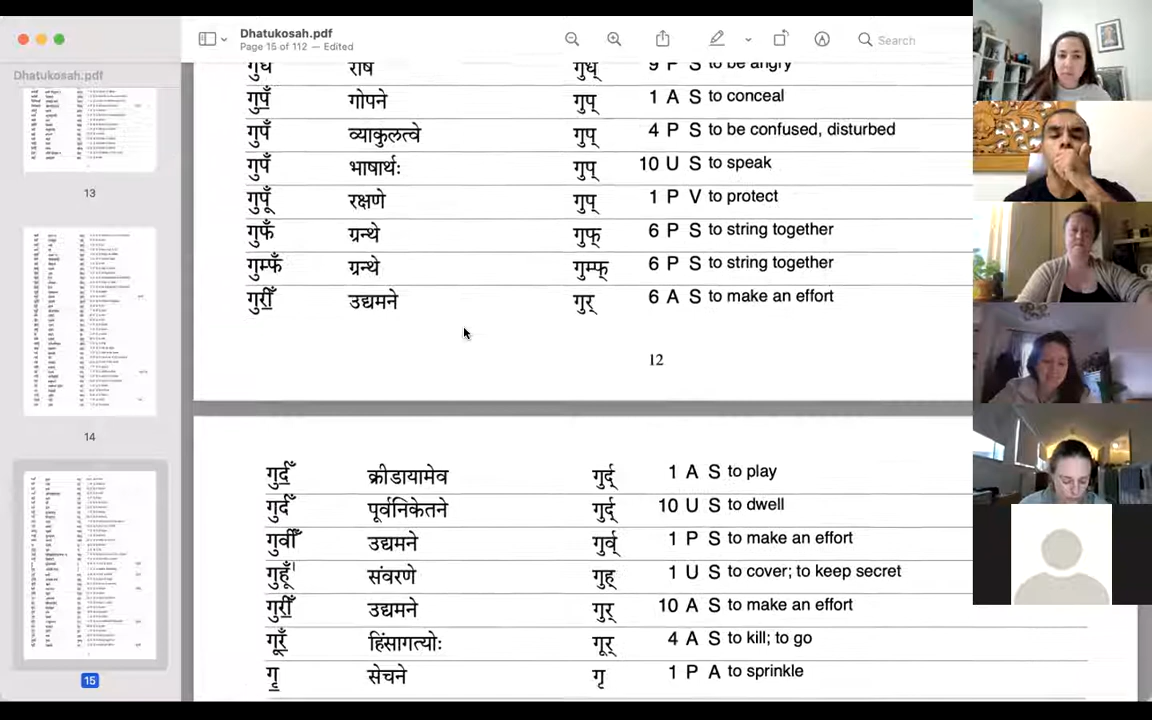 Dhatukosah.pdf
Page 15 of 112 — Edited
Search
Dhatukosah.pdf
13
14
15
गुधँ रोषे गुध् 9 P S to be angry
गुपँ॒ गोपने गुप् 1 A S to conceal
गुपँ व्याकुलत्वे गुप् 4 P S to be confused, disturbed
गुपँ भाषार्थः गुप् 10 U S to speak
गुपूँ रक्षणे गुप् 1 P V to protect
गुफँ ग्रन्थे गुफ् 6 P S to string together
गुम्फँ ग्रन्थे गुम्फ् 6 P S to string together
गुरीँ॒ उद्यमने गुर् 6 A S to make an effort
12
गुर्दँ॒ क्रीडायामेव गुर्द् 1 A S to play
गुर्दँ पूर्वनिकेतने गुर्द् 10 U S to dwell
गुर्वीँ उद्यमने गुर्व् 1 P S to make an effort
गुहूँ॑ संवरणे गुह् 1 U S to cover; to keep secret
गुरीँ॒ उद्यमने गुर् 10 A S to make an effort
गूरीँ॒ हिंसागत्योः गूर् 4 A S to kill; to go
गृ॒ सेचने गृ 1 P A to sprinkle